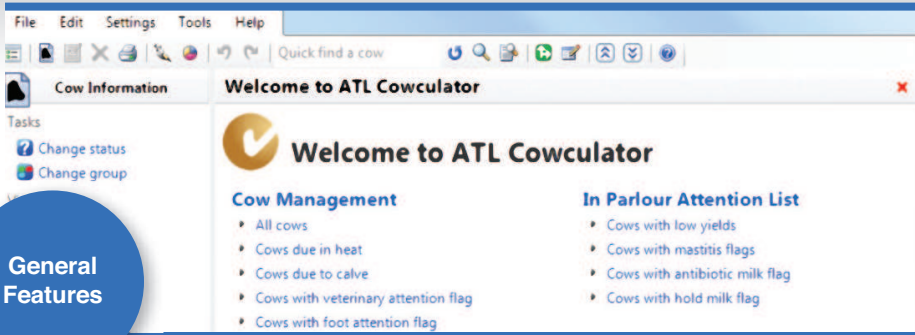 File Edit Settings Tools Help
Quick find a cow
Cow Information
Welcome to ATL Cowculator
Tasks
Change status
Change group
Welcome to ATL Cowculator
Cow Management
All cows
Cows due in heat
Cows due to calve
Cows with veterinary attention flag
Cows with foot attention flag
In Parlour Attention List
Cows with low yields
Cows with mastitis flags
Cows with antibiotic milk flag
Cows with hold milk flag
General
Features